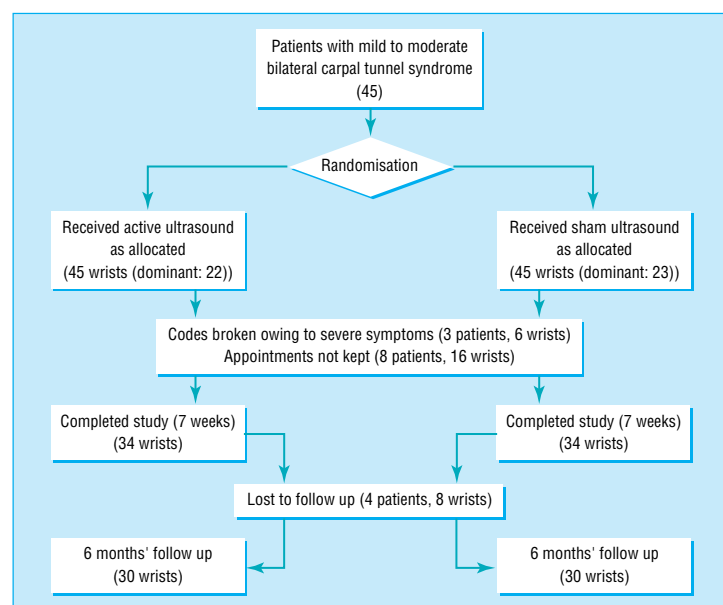 Patients with mild to moderate
bilateral carpal tunnel syndrome
(45)
Randomisation
Received active ultrasound
as allocated
(45 wrists (dominant: 22))
Received sham ultrasound
as allocated
(45 wrists (dominant: 23))
Codes broken owing to severe symptoms (3 patients, 6 wrists)
Appointments not kept (8 patients, 16 wrists)
Completed study (7 weeks)
(34 wrists)
Completed study (7 weeks)
(34 wrists)
Lost to follow up (4 patients, 8 wrists)
6 months' follow up
(30 wrists)
6 months' follow up
(30 wrists)